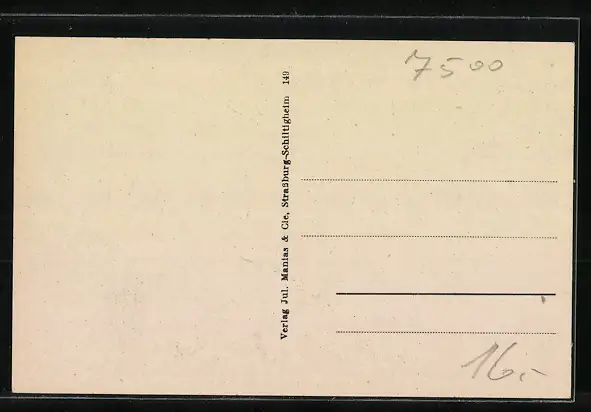 7500
Verlag Jul. Manias & Cie, Straßburg-Schiltigheim 149
16.-